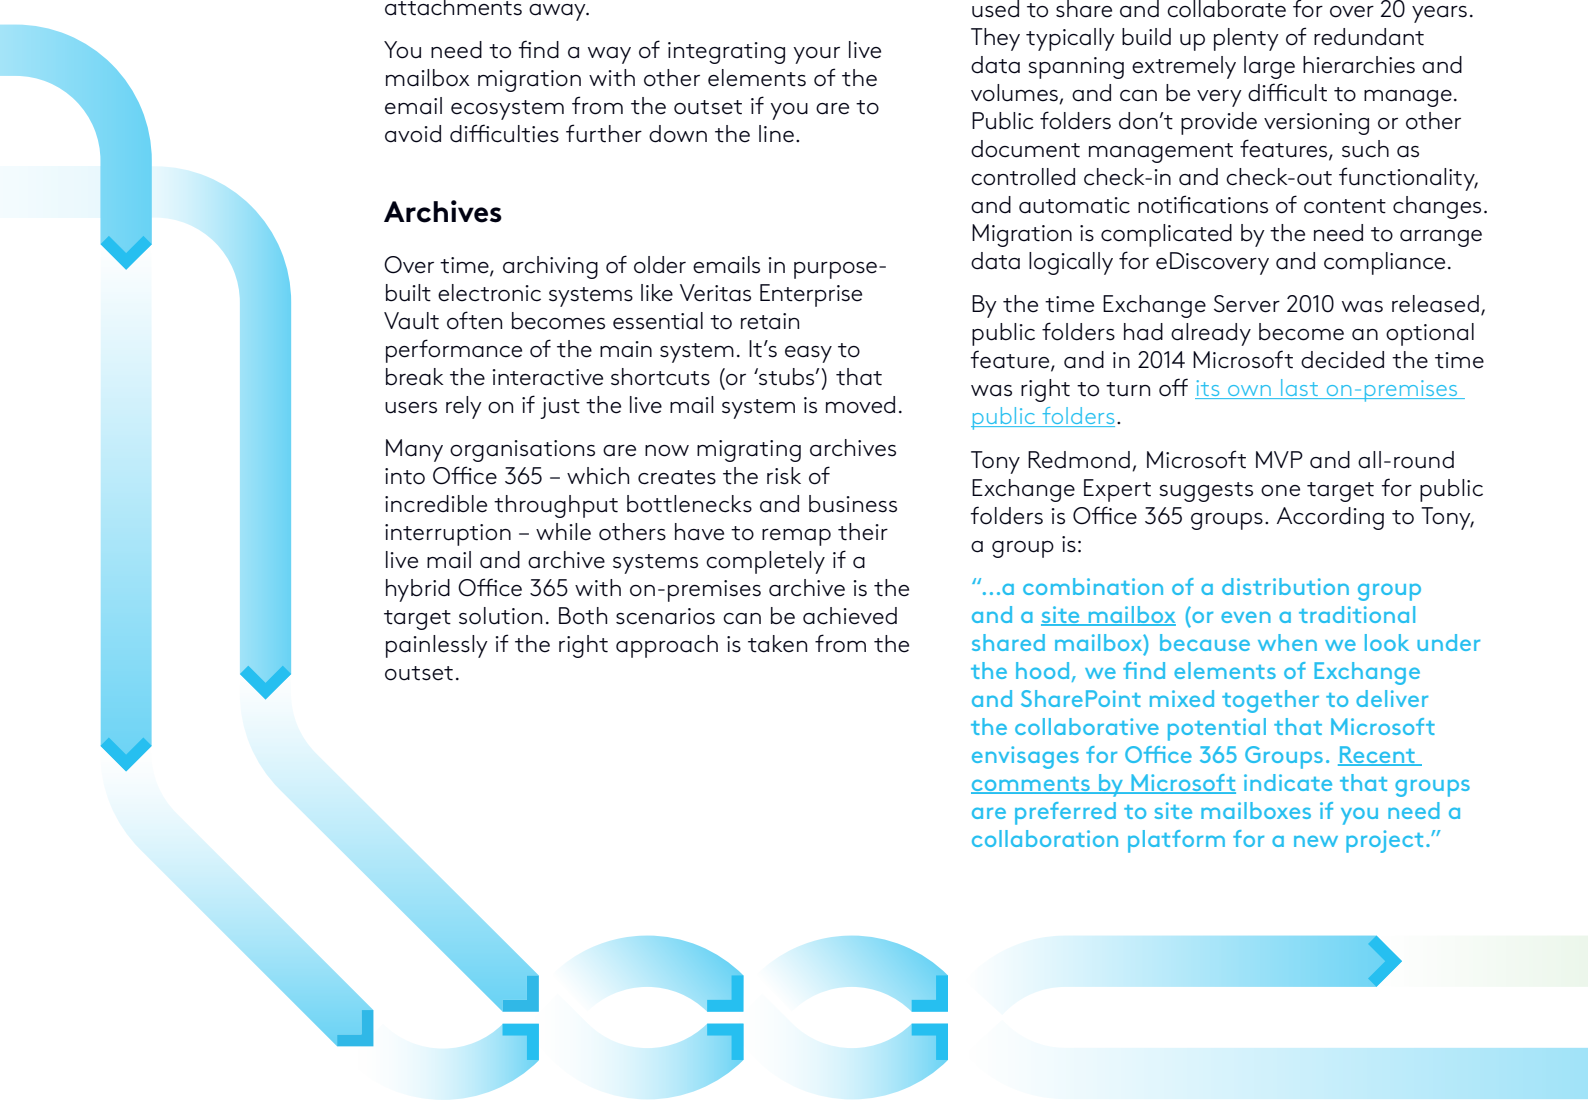 attachments away.
You need to find a way of integrating your live
mailbox migration with other elements of the
email ecosystem from the outset if you are to
avoid difficulties further down the line.
Archives
Over time, archiving of older emails in purpose-
built electronic systems like Veritas Enterprise
Vault often becomes essential to retain
performance of the main system. It’s easy to
break the interactive shortcuts (or ‘stubs’) that
users rely on if just the live mail system is moved.
Many organisations are now migrating archives
into Office 365 – which creates the risk of
incredible throughput bottlenecks and business
interruption – while others have to remap their
live mail and archive systems completely if a
hybrid Office 365 with on-premises archive is the
target solution. Both scenarios can be achieved
painlessly if the right approach is taken from the
outset.
used to share and collaborate for over 20 years.
They typically build up plenty of redundant
data spanning extremely large hierarchies and
volumes, and can be very difficult to manage.
Public folders don’t provide versioning or other
document management features, such as
controlled check-in and check-out functionality,
and automatic notifications of content changes.
Migration is complicated by the need to arrange
data logically for eDiscovery and compliance.
By the time Exchange Server 2010 was released,
public folders had already become an optional
feature, and in 2014 Microsoft decided the time
was right to turn off its own last on-premises
public folders.
Tony Redmond, Microsoft MVP and all-round
Exchange Expert suggests one target for public
folders is Office 365 groups. According to Tony,
a group is:
“…a combination of a distribution group
and a site mailbox (or even a traditional
shared mailbox) because when we look under
the hood, we find elements of Exchange
and SharePoint mixed together to deliver
the collaborative potential that Microsoft
envisages for Office 365 Groups. Recent
comments by Microsoft indicate that groups
are preferred to site mailboxes if you need a
collaboration platform for a new project.”